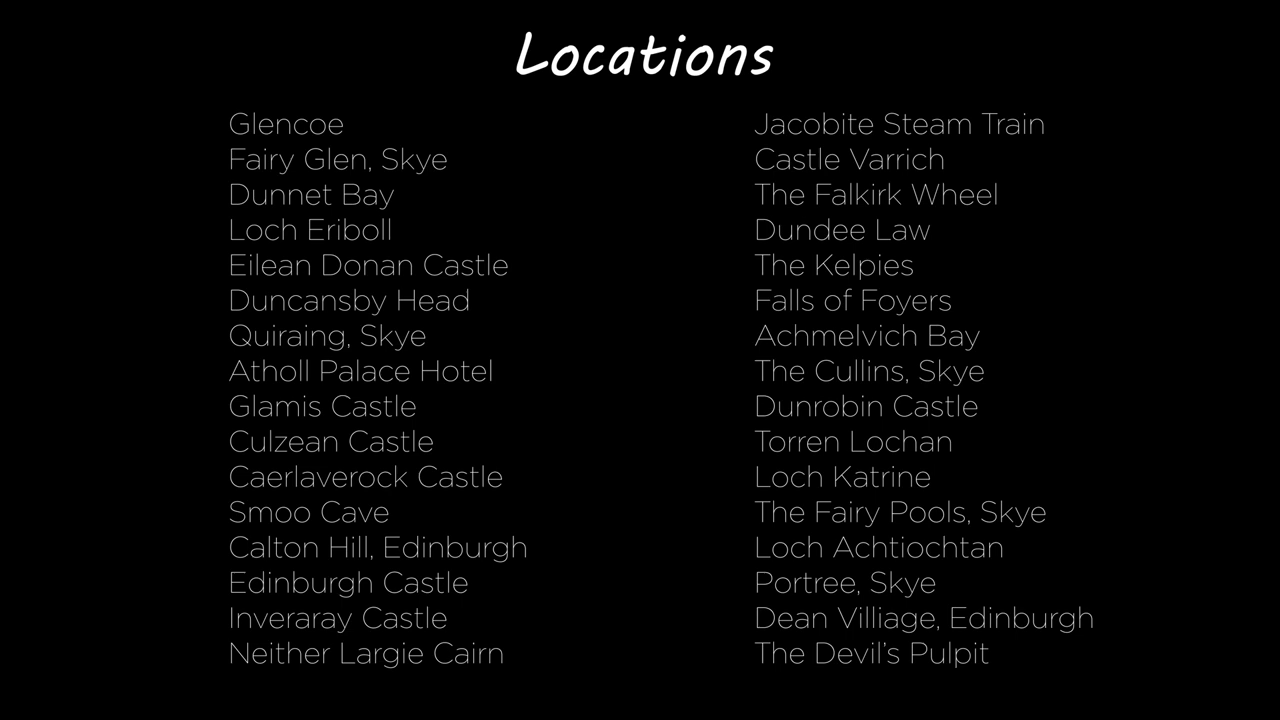 Locations
Glencoe
Fairy Glen, Skye
Dunnet Bay
Loch Eriboll
Eilean Donan Castle
Duncansby Head
Quiraing, Skye
Atholl Palace Hotel
Glamis Castle
Culzean Castle
Caerlaverock Castle
Smoo Cave
Calton Hill, Edinburgh
Edinburgh Castle
Inveraray Castle
Neither Largie Cairn
Jacobite Steam Train
Castle Varrich
The Falkirk Wheel
Dundee Law
The Kelpies
Falls of Foyers
Achmelvich Bay
The Cullins, Skye
Dunrobin Castle
Torren Lochan
Loch Katrine
The Fairy Pools, Skye
Loch Achtiochtan
Portree, Skye
Dean Villiage, Edinburgh
The Devil's Pulpit